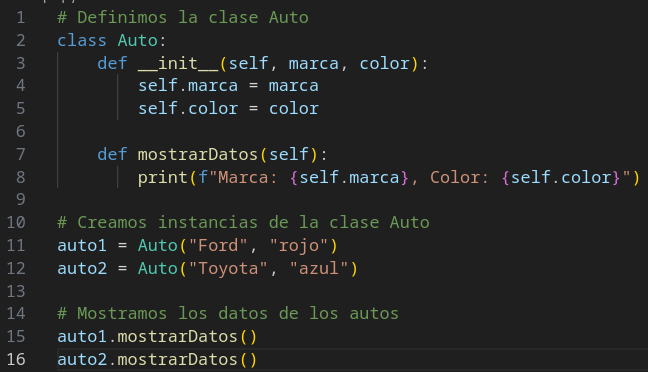 1 # Definimos la clase Auto
2 class Auto:
3     def __init__(self, marca, color):
4         self.marca = marca
5         self.color = color
6
7     def mostrarDatos(self):
8         print(f"Marca: {self.marca}, Color: {self.color}")
9
10 # Creamos instancias de la clase Auto
11 auto1 = Auto("Ford", "rojo")
12 auto2 = Auto("Toyota", "azul")
13
14 # Mostramos los datos de los autos
15 auto1.mostrarDatos()
16 auto2.mostrarDatos()